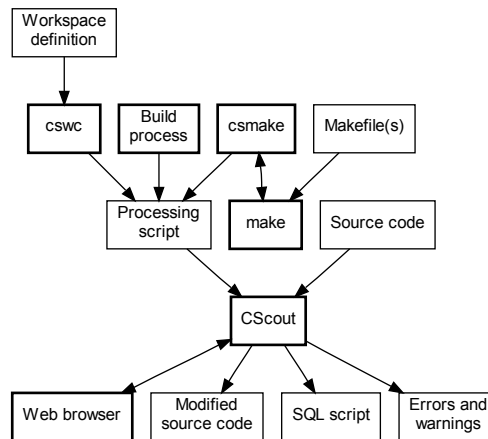 Workspace
definition
cswc
Build
process
csmake
Makefile(s)
Processing
script
make
Source code
CScout
Web browser
Modified
source code
SQL script
Errors and
warnings